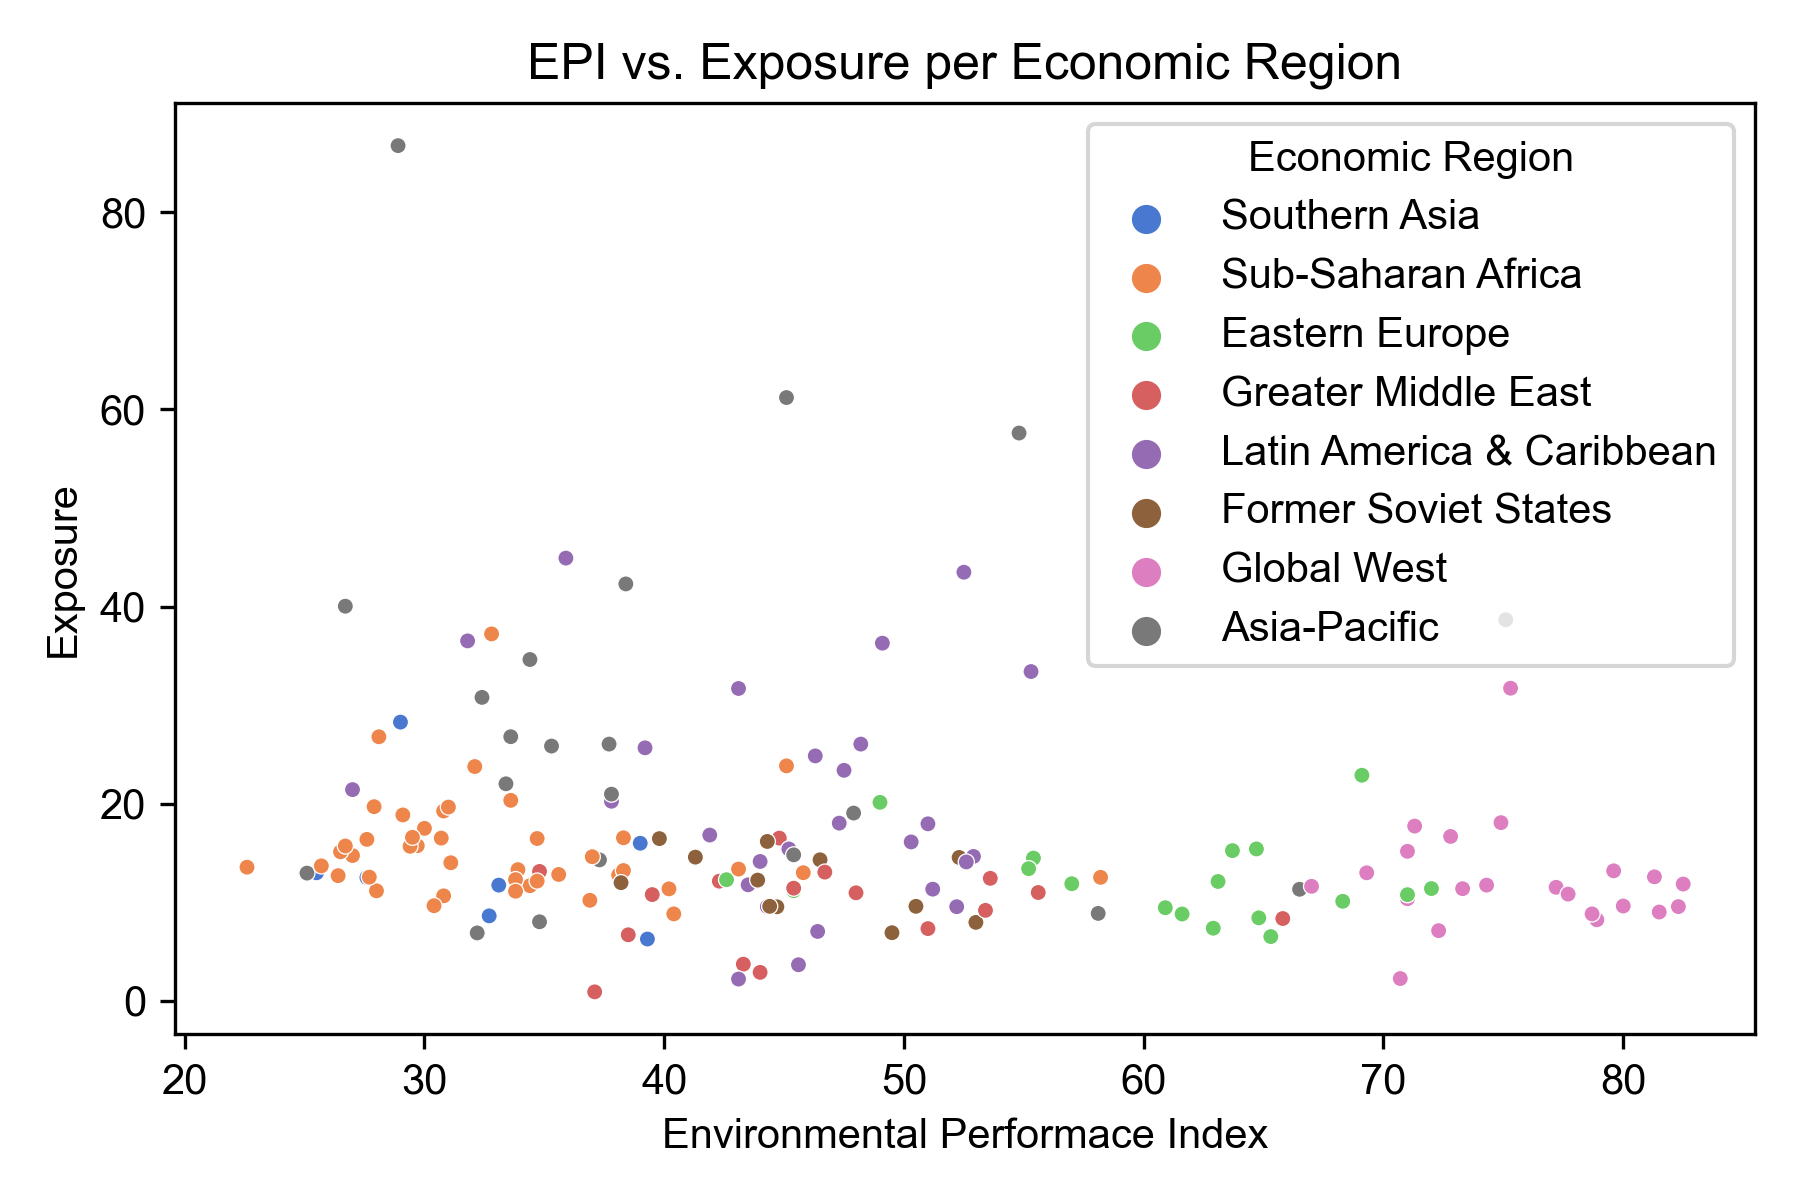 EPI vs. Exposure per Economic Region
Economic Region
Southern Asia
Sub-Saharan Africa
Eastern Europe
Greater Middle East
Latin America & Caribbean
Former Soviet States
Global West
Asia-Pacific
Exposure
80
60
40
20
0
20 30 40 50 60 70 80
Environmental Performace Index